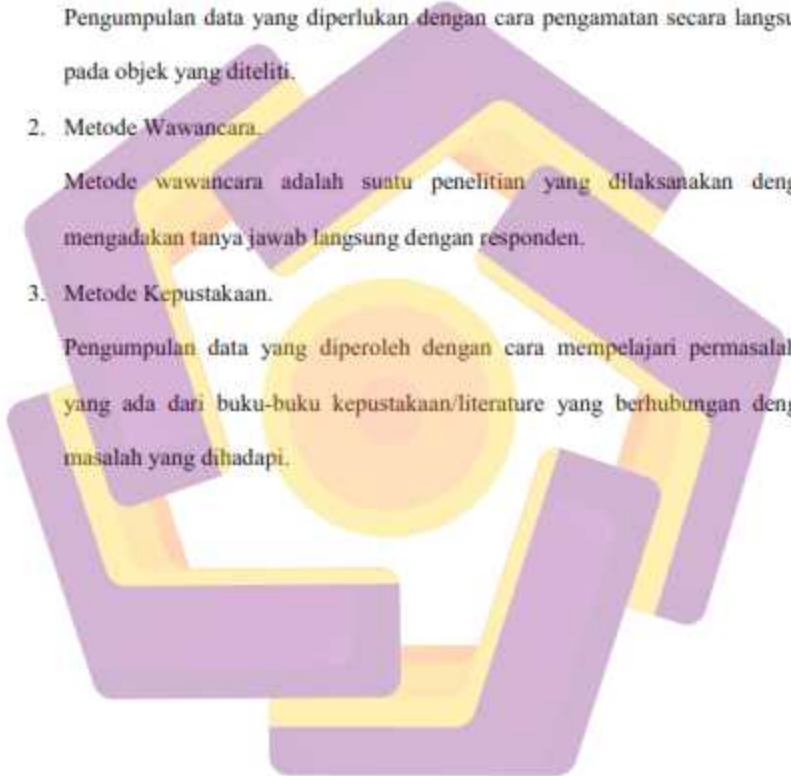 Pengumpulan data yang diperlukan dengan cara pengamatan secara langsu
pada objek yang diteliti.
2. Metode Wawancara.
Metode wawancara adalah suatu penelitian yang dilaksanakan deng
mengadakan tanya jawab langsung dengan responden.
3. Metode Kepustakaan.
Pengumpulan data yang diperoleh dengan cara mempelajari permasalah
yang ada dari buku-buku kepustakaan/literature yang berhubungan deng
masalah yang dihadapi.